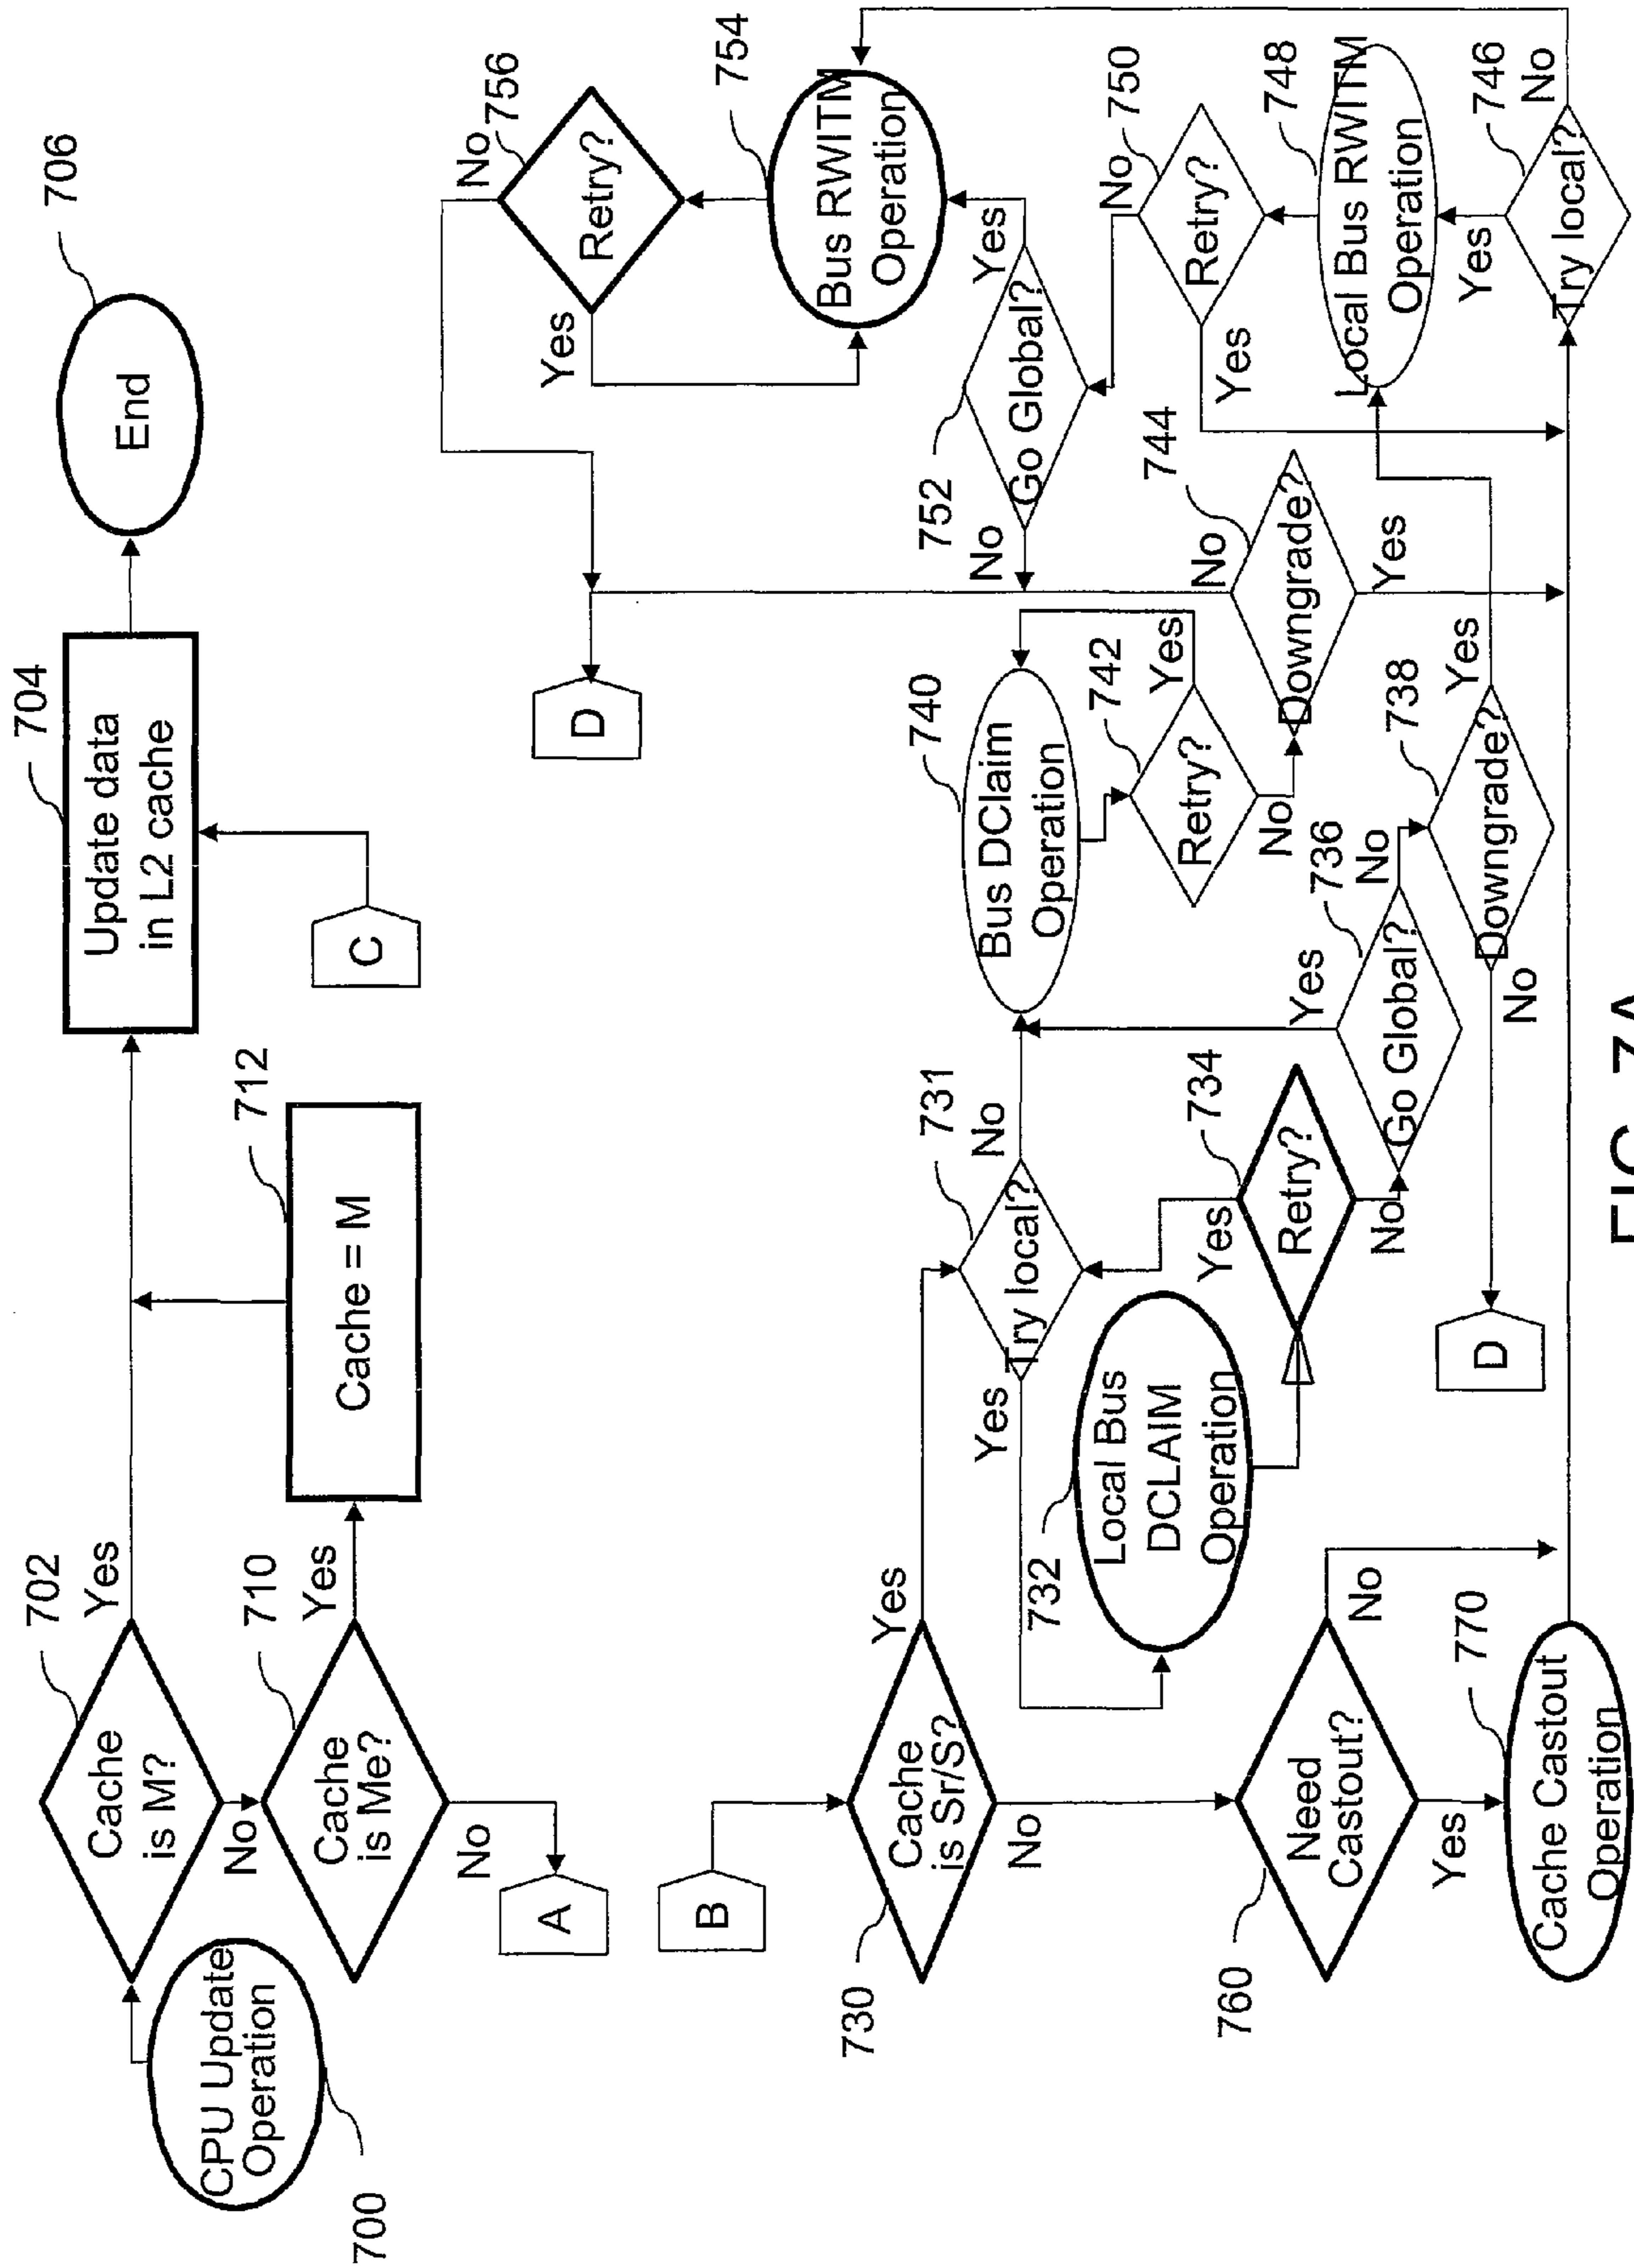 CPU Update
Operation
700
Cache
is M?
702
Yes
No
Cache
is Me?
710
Yes
No
A
Cache = M
712
Update data
in L2 cache
704
C
End
706
B
Cache
is Sr/S?
730
Yes
No
Need
Castout?
760
No
Yes
Cache Castout
Operation
770
Try local?
731
Yes
No
Local Bus
DCLAIM
Operation
732
Retry?
734
Yes
No
Go Global?
736
Yes
No
Downgrade?
738
Yes
No
D
Bus DClaim
Operation
740
Retry?
742
Yes
No
Downgrade?
744
No
Yes
D
Try local?
746
Yes
No
Local Bus RWITM
Operation
748
Retry?
750
No
Yes
Go Global?
752
No
Yes
Bus RWITM
Operation
754
Retry?
756
No
Yes
FIG. 7A